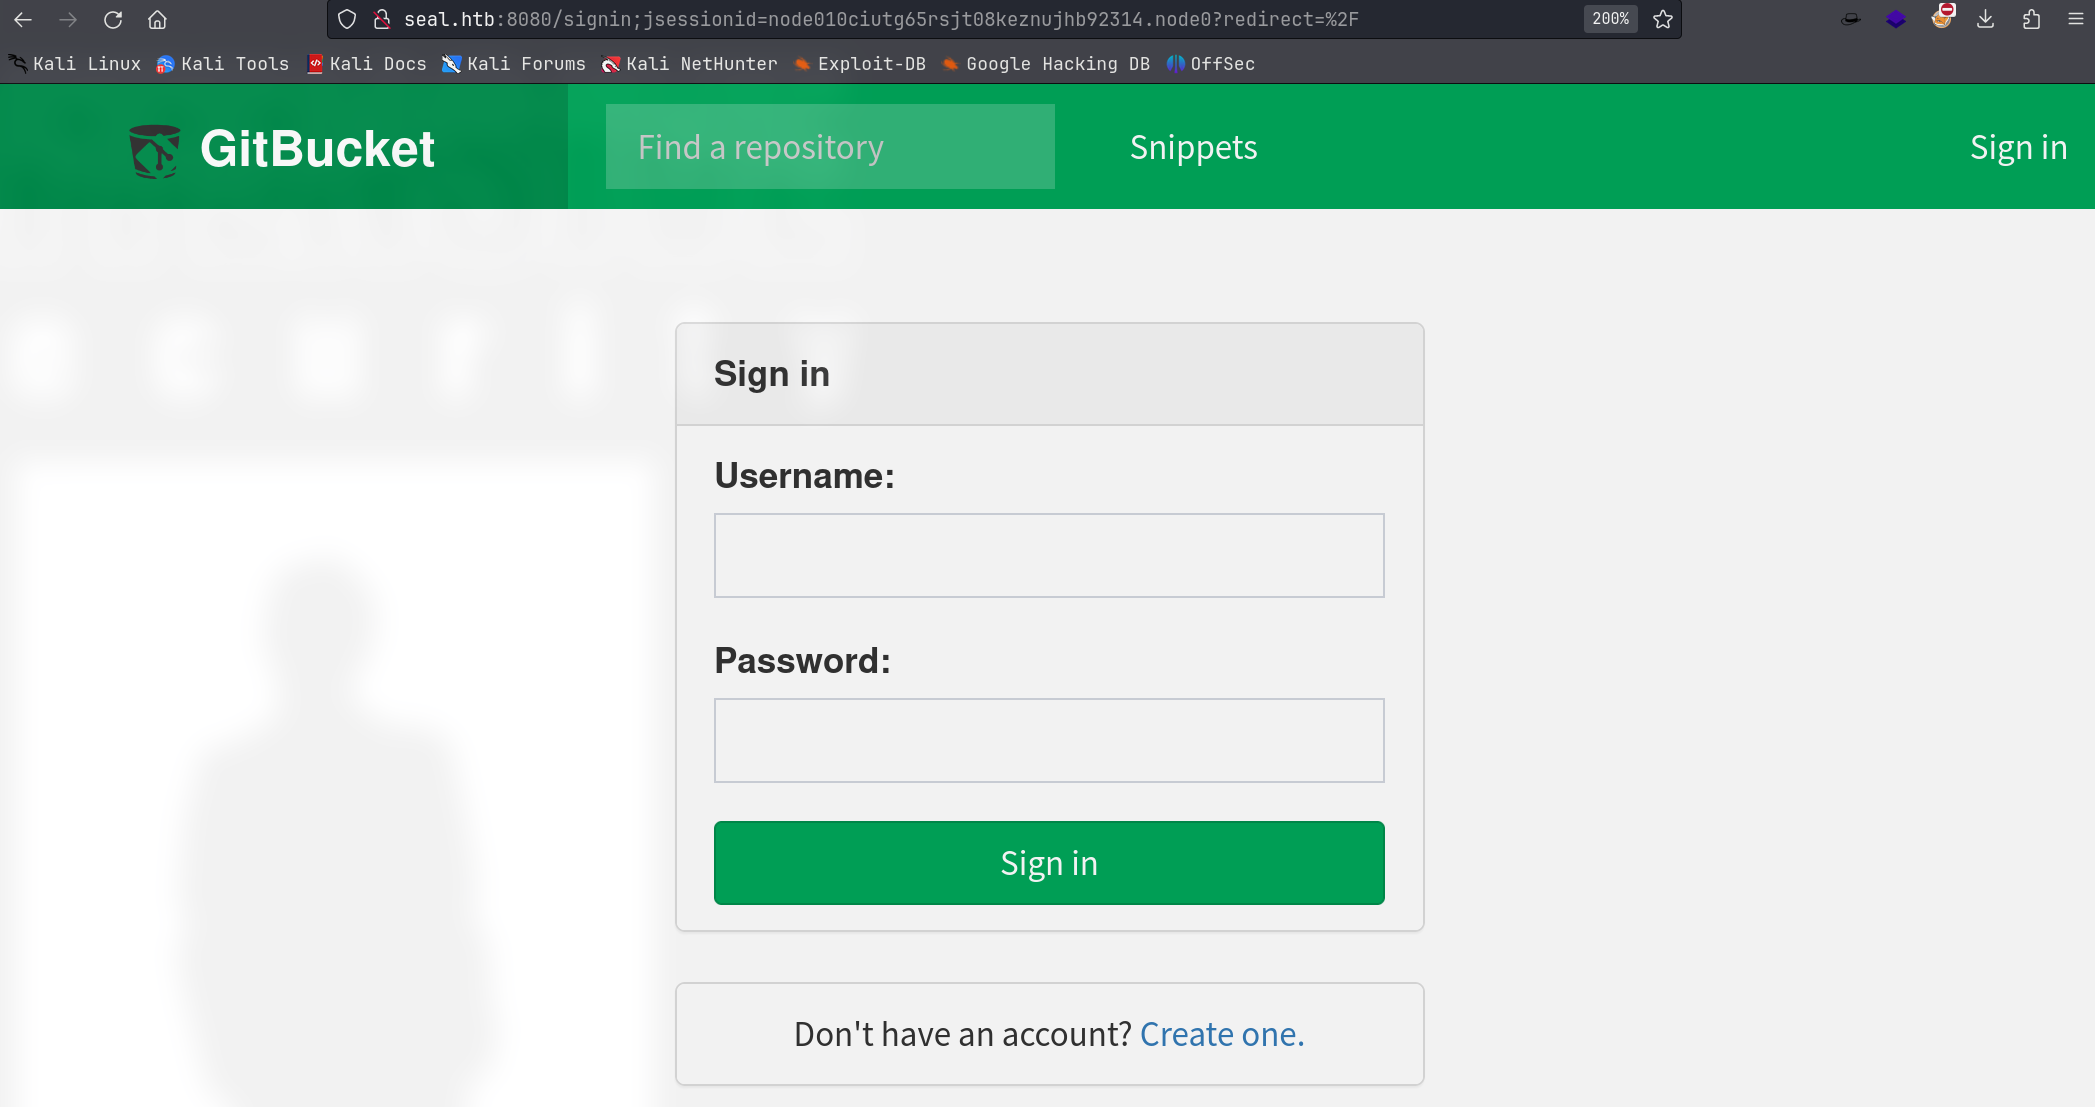 seal.htb:8080/signin;jsessionid=node010ciutg65rsjt08keznujhb92314.node0?redirect=%2F
200%
Kali Linux Kali Tools Kali Docs Kali Forums Kali NetHunter Exploit-DB Google Hacking DB OffSec
GitBucket Find a repository Snippets Sign in
Sign in
Username:
Password:
Sign in
Don't have an account? Create one.